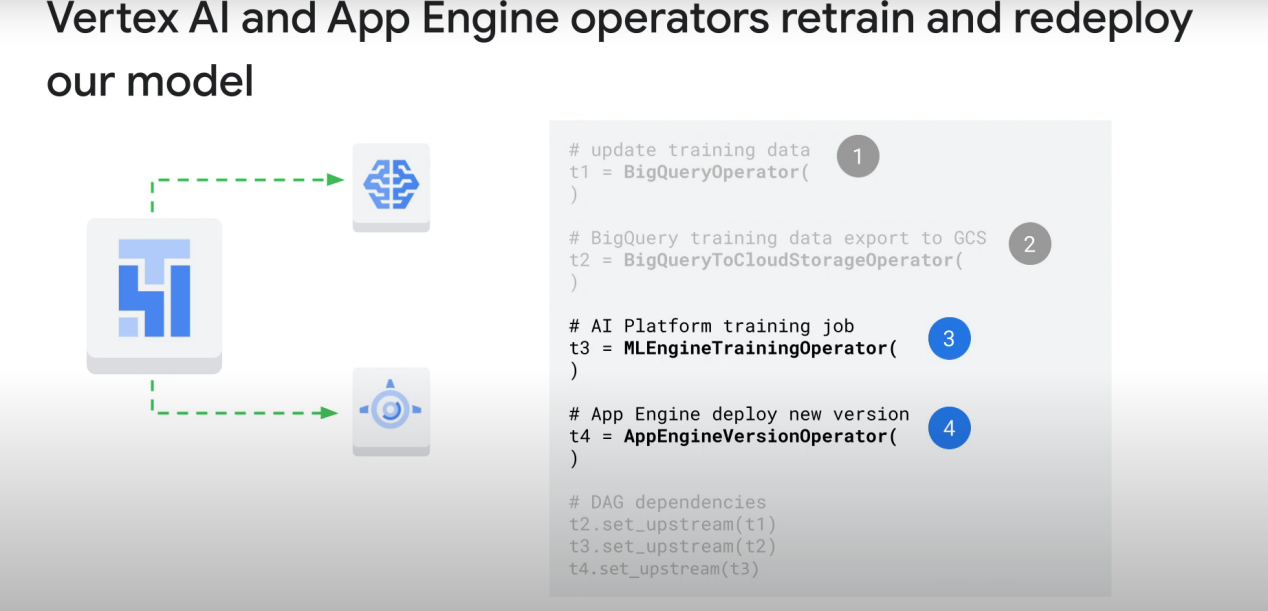 Vertex AI and App Engine operators retrain and redeploy
our model
# update training data
1
t1 = BigQueryOperator(
)
# BigQuery training data export to GCS
2
t2 = BigQueryToCloudStorageOperator(
)
# AI Platform training job
3
t3 = MLEngineTrainingOperator(
)
# App Engine deploy new version
4
t4 = AppEngineVersionOperator(
)
# DAG dependencies
t2.set_upstream(t1)
t3.set_upstream(t2)
t4.set_upstream(t3)